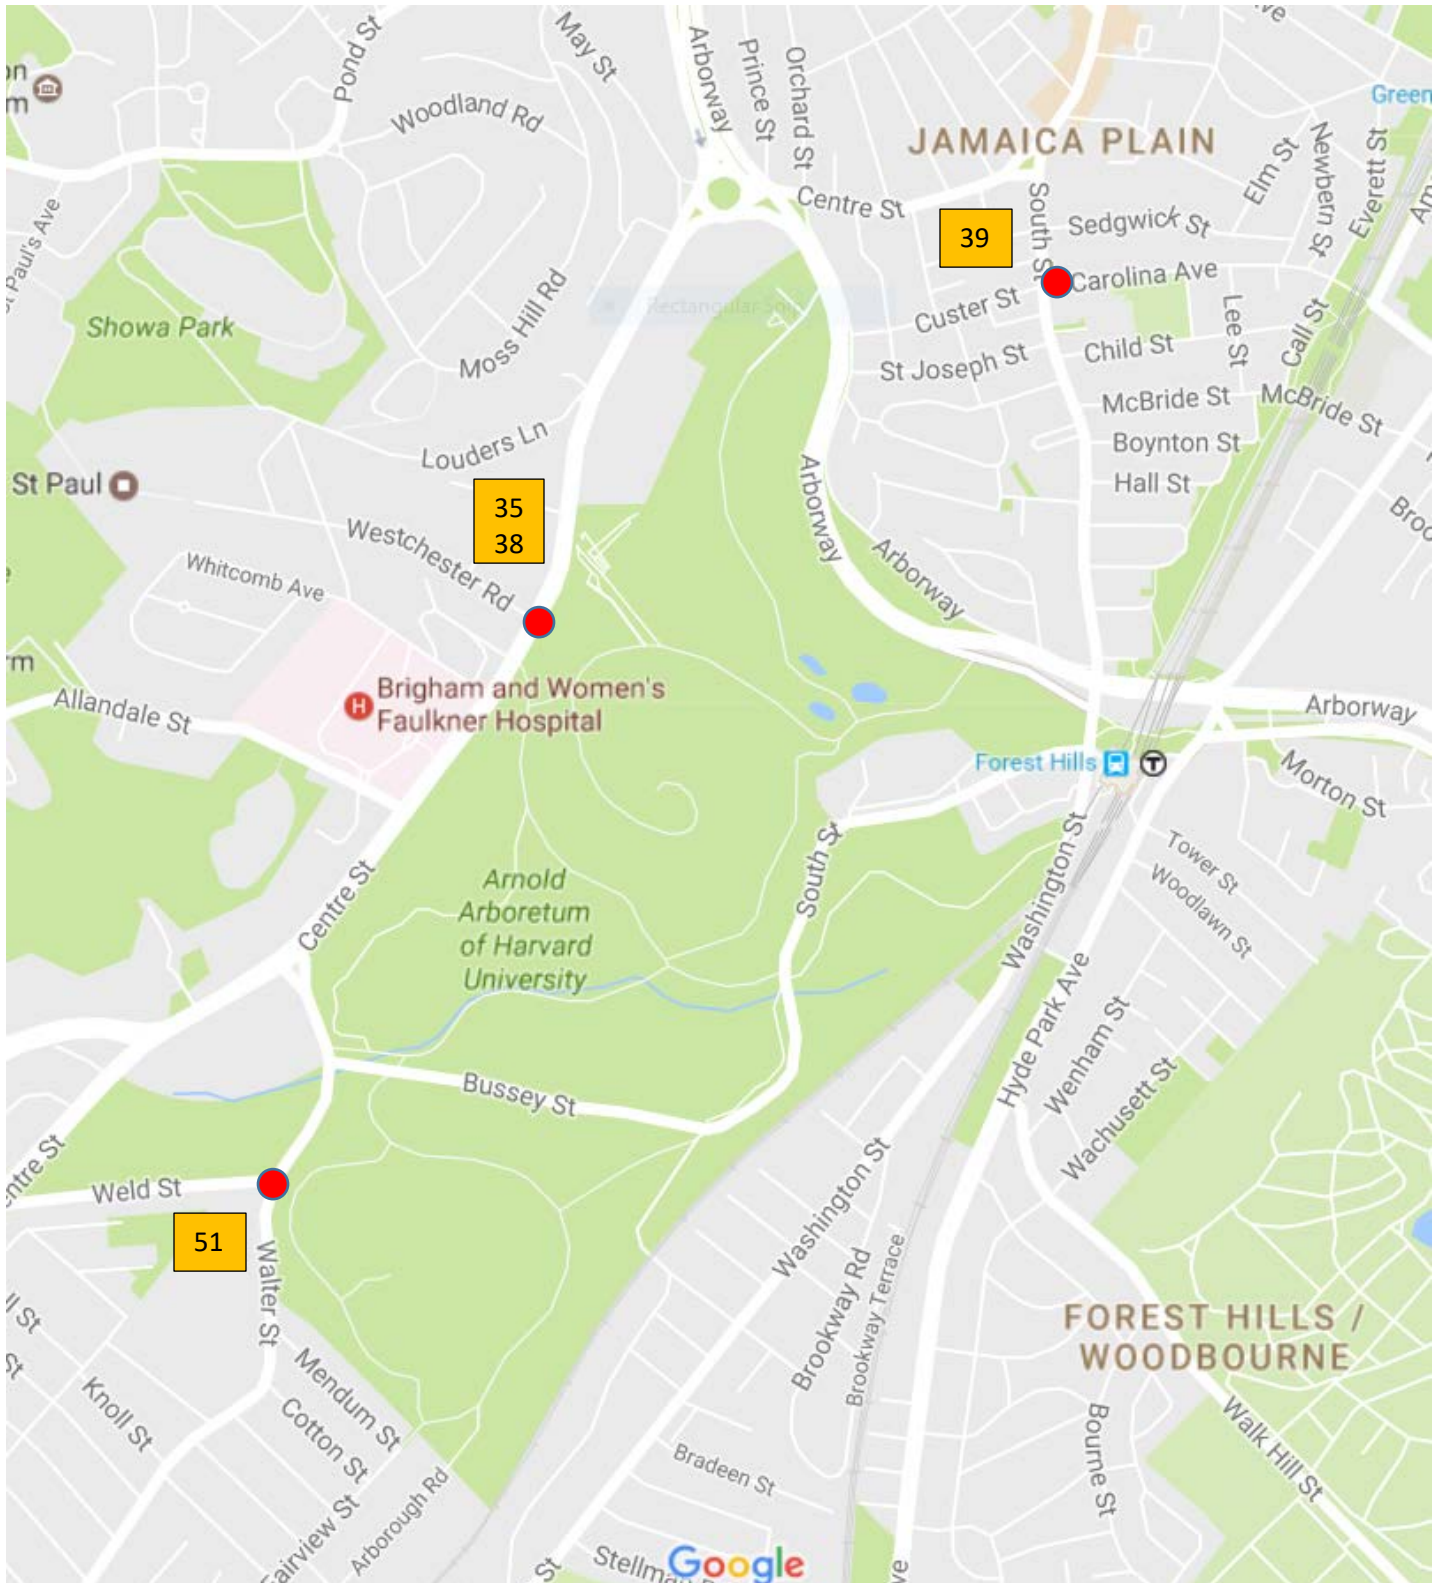 Pond St
May St
Arborway
Prince St
Orchard St
Woodland Rd
JAMAICA PLAIN
Green
Elm St
Newbern St
Everett St
Centre St
South St
Sedgwick St
39
Carolina Ave
Custer St
Rectangular Snip
Moss Hill Rd
Showa Park
St Joseph St
Child St
Lee St
Call St
McBride St
McBride St
Boynton St
Hall St
Louders Ln
St Paul
35
38
Westchester Rd
Whitcomb Ave
Arborway
Arborway
Allandale St
Brigham and Women's
Faulkner Hospital
H
Arborway
Forest Hills
T
Morton St
South St
Washington St
Tower St
Woodlawn St
Centre St
Arnold
Arboretum
of Harvard
University
Hyde Park Ave
Wenham St
Wachusett St
Bussey St
Weld St
51
Walter St
Washington St
Brookway Rd
Brookway Terrace
FOREST HILLS /
WOODBOURNE
Mendum St
Cotton St
Knoll St
Fairview St
Arborough Rd
Bradeen St
Bourne St
Walk Hill St
Google